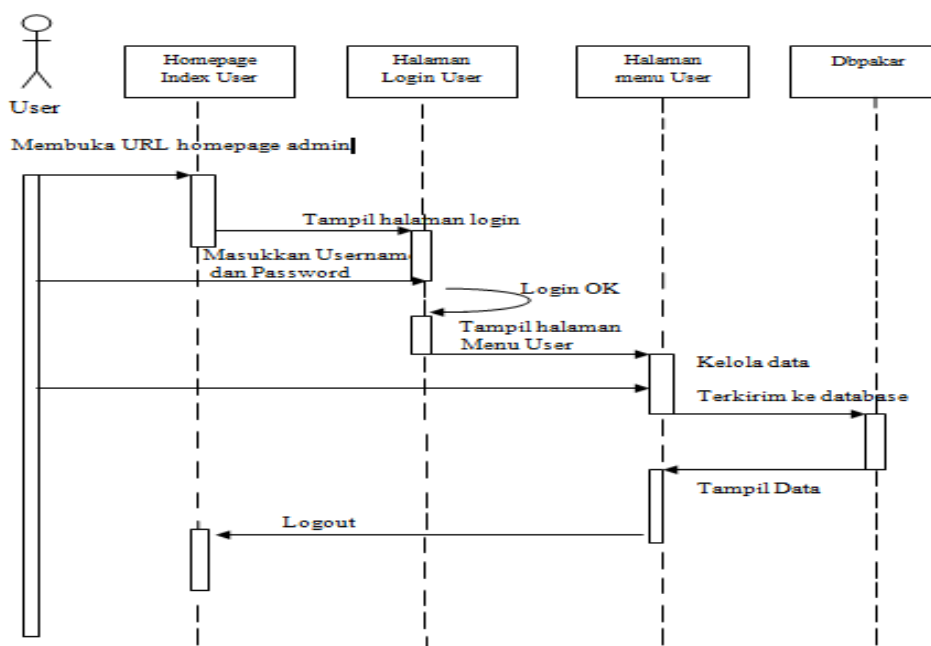 Homepage
Index User
Halaman
Login User
Halaman
menu User
Dbpakar
User
Membuka URL homepage admin
Tampil halaman login
Masukkan Username
dan Password
Login OK
Tampil halaman
Menu User
Kelola data
Terkirim ke database
Tampil Data
Logout